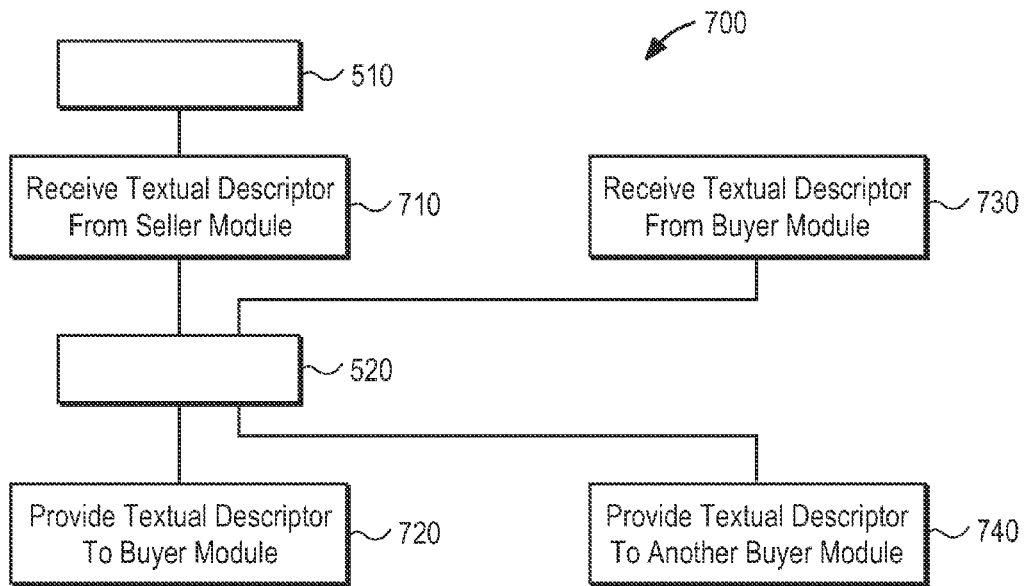 700
510
Receive Textual Descriptor
From Seller Module
710
Receive Textual Descriptor
From Buyer Module
730
520
Provide Textual Descriptor
To Buyer Module
720
Provide Textual Descriptor
To Another Buyer Module
740